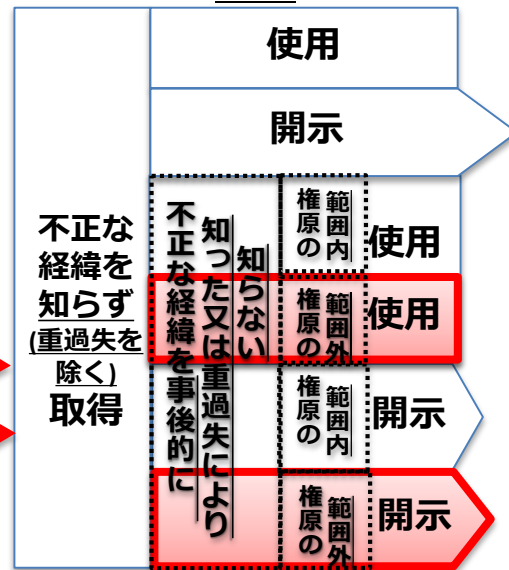 使用
開示
不正な
経緯を
知らず
(重過失を
除く)
取得
不正な経緯を事後的に
知った又は重過失により
知らない
権原の
範囲内
使用
権原の
範囲外
使用
権原の
範囲内
開示
権原の
範囲外
開示